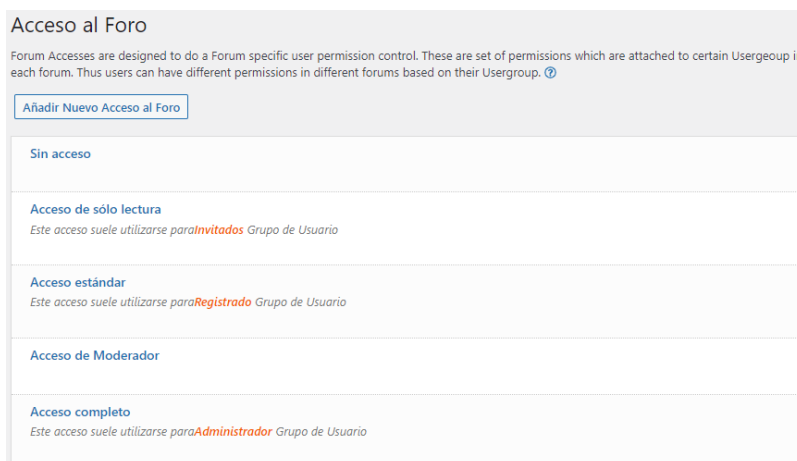 Acceso al Foro
Forum Accesses are designed to do a Forum specific user permission control. These are set of permissions which are attached to certain Usergeoup i
each forum. Thus users can have different permissions in different forums based on their Usergroup.
Añadir Nuevo Acceso al Foro
Sin acceso
Acceso de sólo lectura
Este acceso suele utilizarse paraInvitados Grupo de Usuario
Acceso estándar
Este acceso suele utilizarse paraRegistrado Grupo de Usuario
Acceso de Moderador
Acceso completo
Este acceso suele utilizarse paraAdministrador Grupo de Usuario